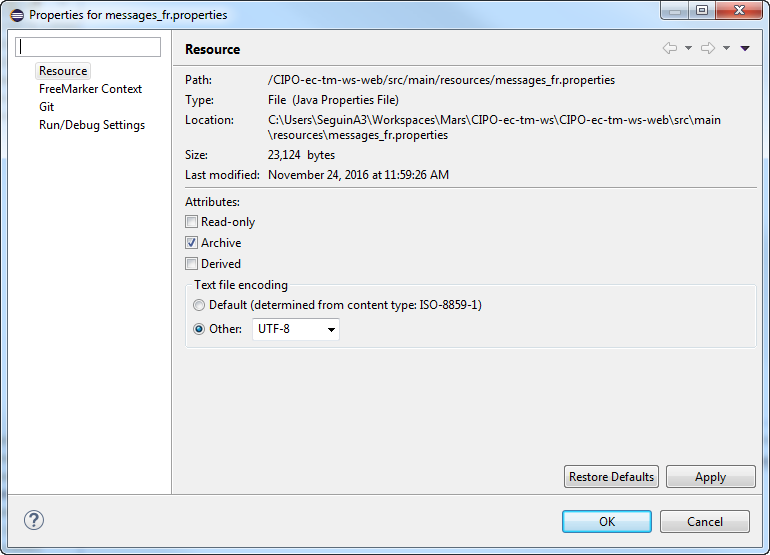 Properties for messages_fr.properties
Resource
FreeMarker Context
Git
Run/Debug Settings
Resource
Path: /CIPO-ec-tm-ws-web/src/main/resources/messages_fr.properties
Type: File (Java Properties File)
Location: C:\Users\SeguinA3\Workspaces\Mars\CIPO-ec-tm-ws\CIPO-ec-tm-ws-web\src\main
\resources\messages_fr.properties
Size: 23,124 bytes
Last modified: November 24, 2016 at 11:59:26 AM
Attributes:
Read-only
Archive
Derived
Text file encoding
Default (determined from content type: ISO-8859-1)
Other: UTF-8
Restore Defaults Apply
? OK Cancel